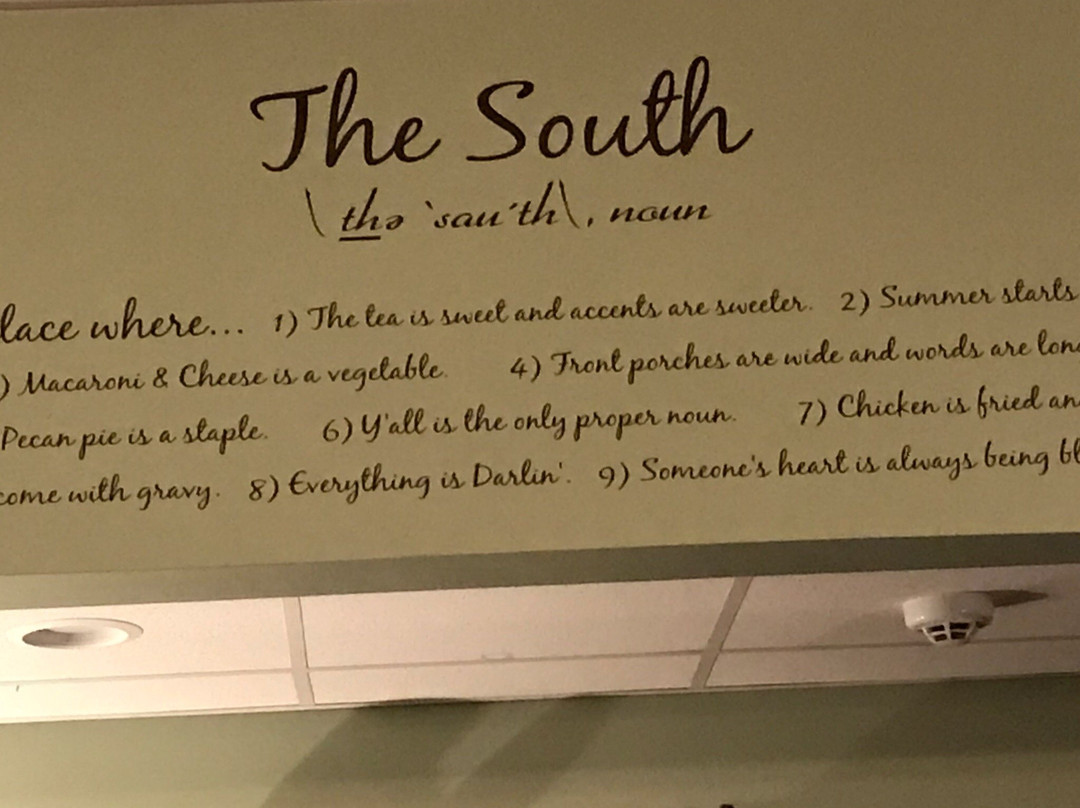 The South
\ thə `sau´th\, noun
lace where... 1) The tea is sweet and accents are sweeter. 2) Summer starts
) Macaroni & Cheese is a vegetable. 4) Front porches are wide and words are long
Pecan pie is a staple. 6) Y'all is the only proper noun. 7) Chicken is fried an
come with gravy. 8) Everything is Darlin'. 9) Someone's heart is always being bl